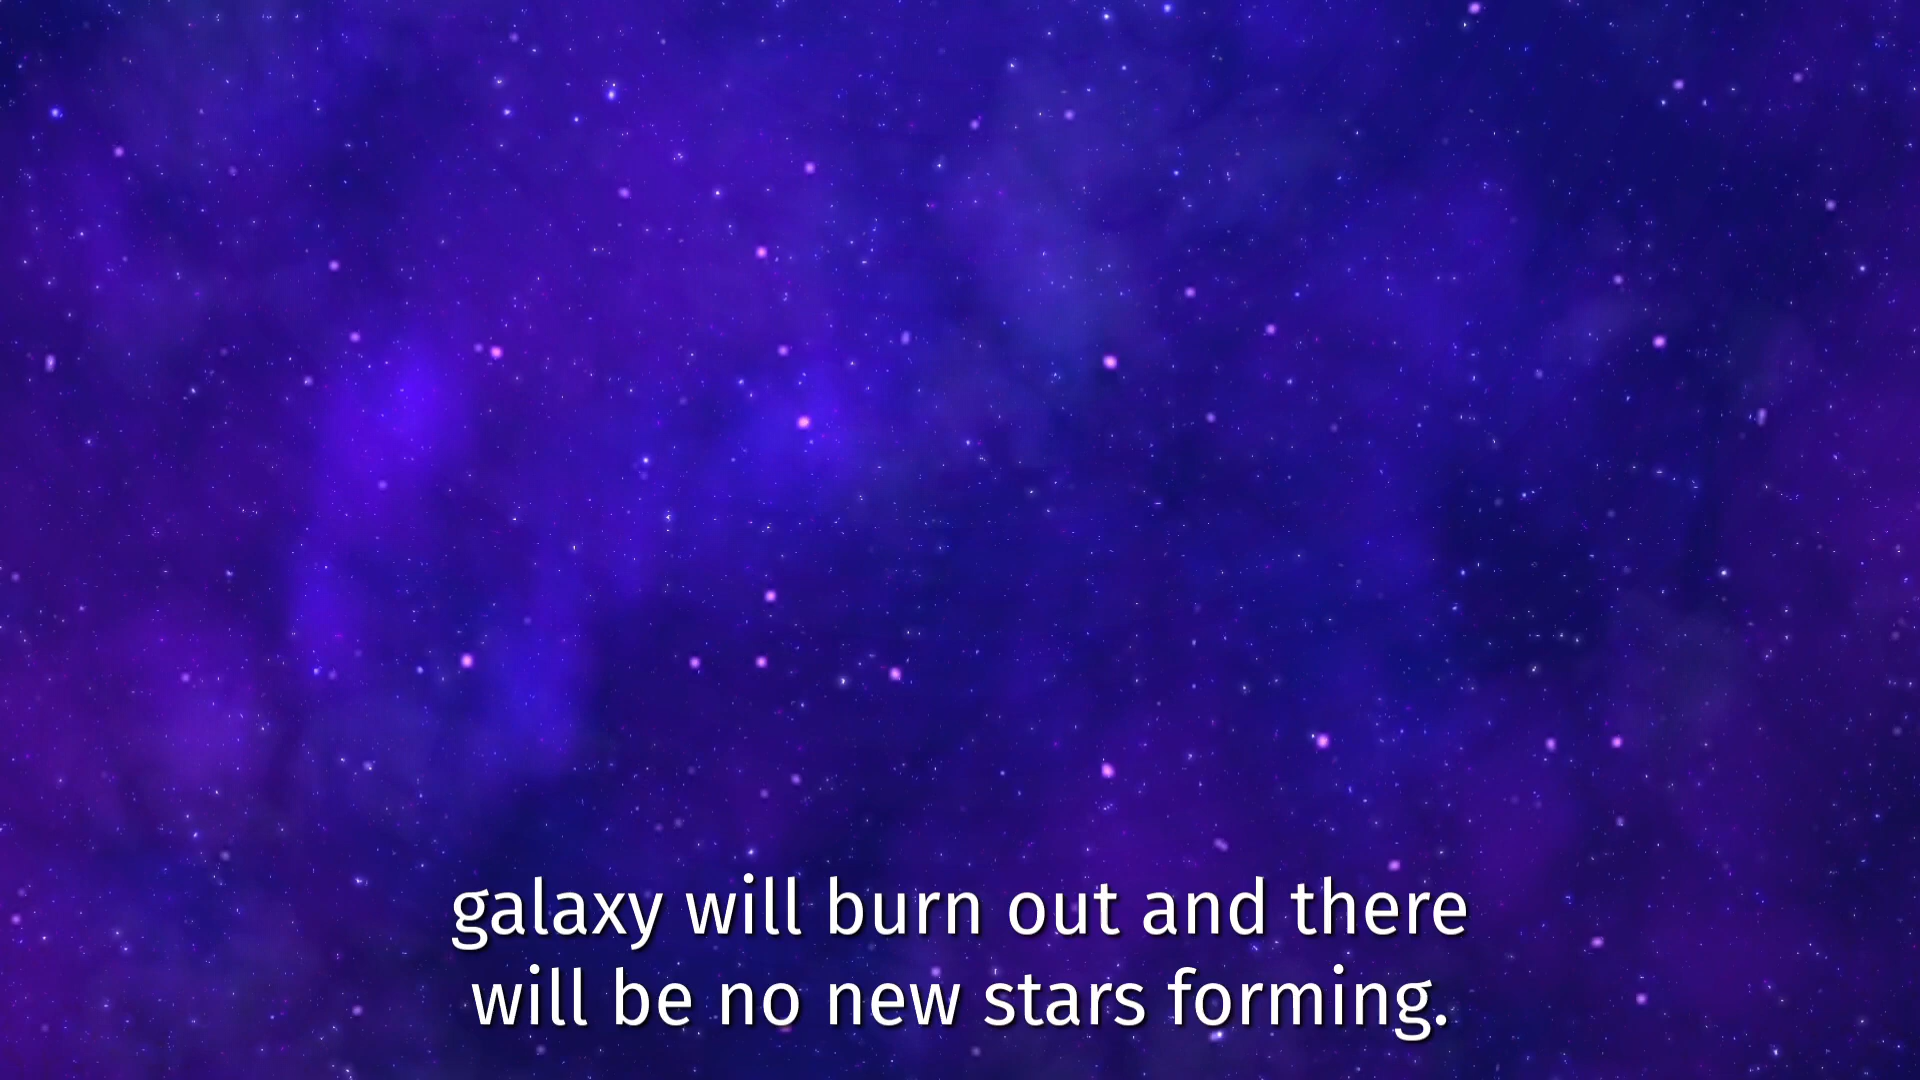 galaxy will burn out and there
will be no new stars forming.